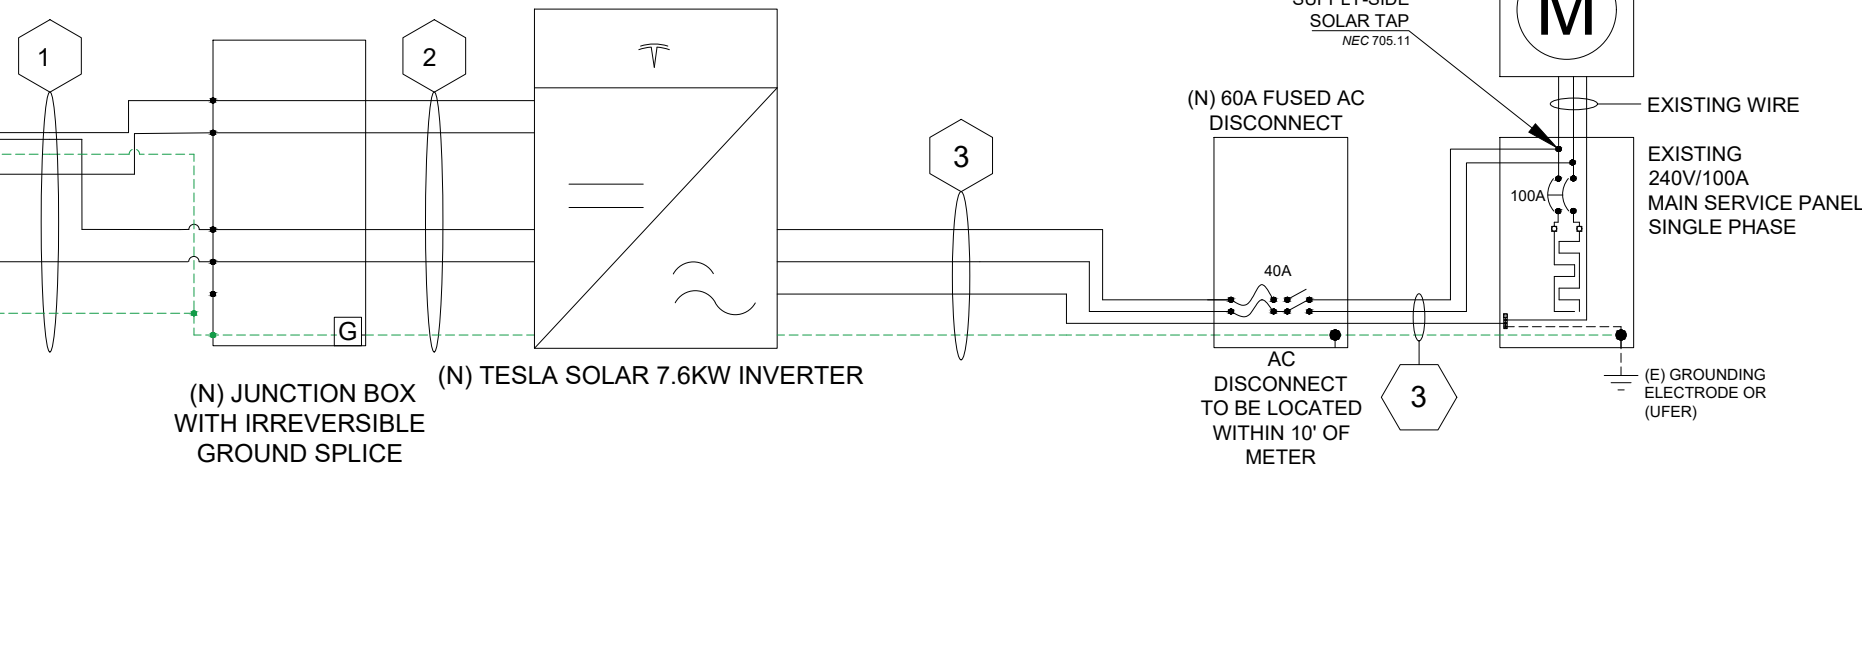 1
2
3
SUPPLY-SIDE
SOLAR TAP
NEC 705.11
M
EXISTING WIRE
(N) 60A FUSED AC
DISCONNECT
EXISTING
240V/100A
MAIN SERVICE PANEL
SINGLE PHASE
100A
40A
G
(N) JUNCTION BOX
WITH IRREVERSIBLE
GROUND SPLICE
(N) TESLA SOLAR 7.6KW INVERTER
AC
DISCONNECT
TO BE LOCATED
WITHIN 10' OF
METER
3
(E) GROUNDING
ELECTRODE OR
(UFER)